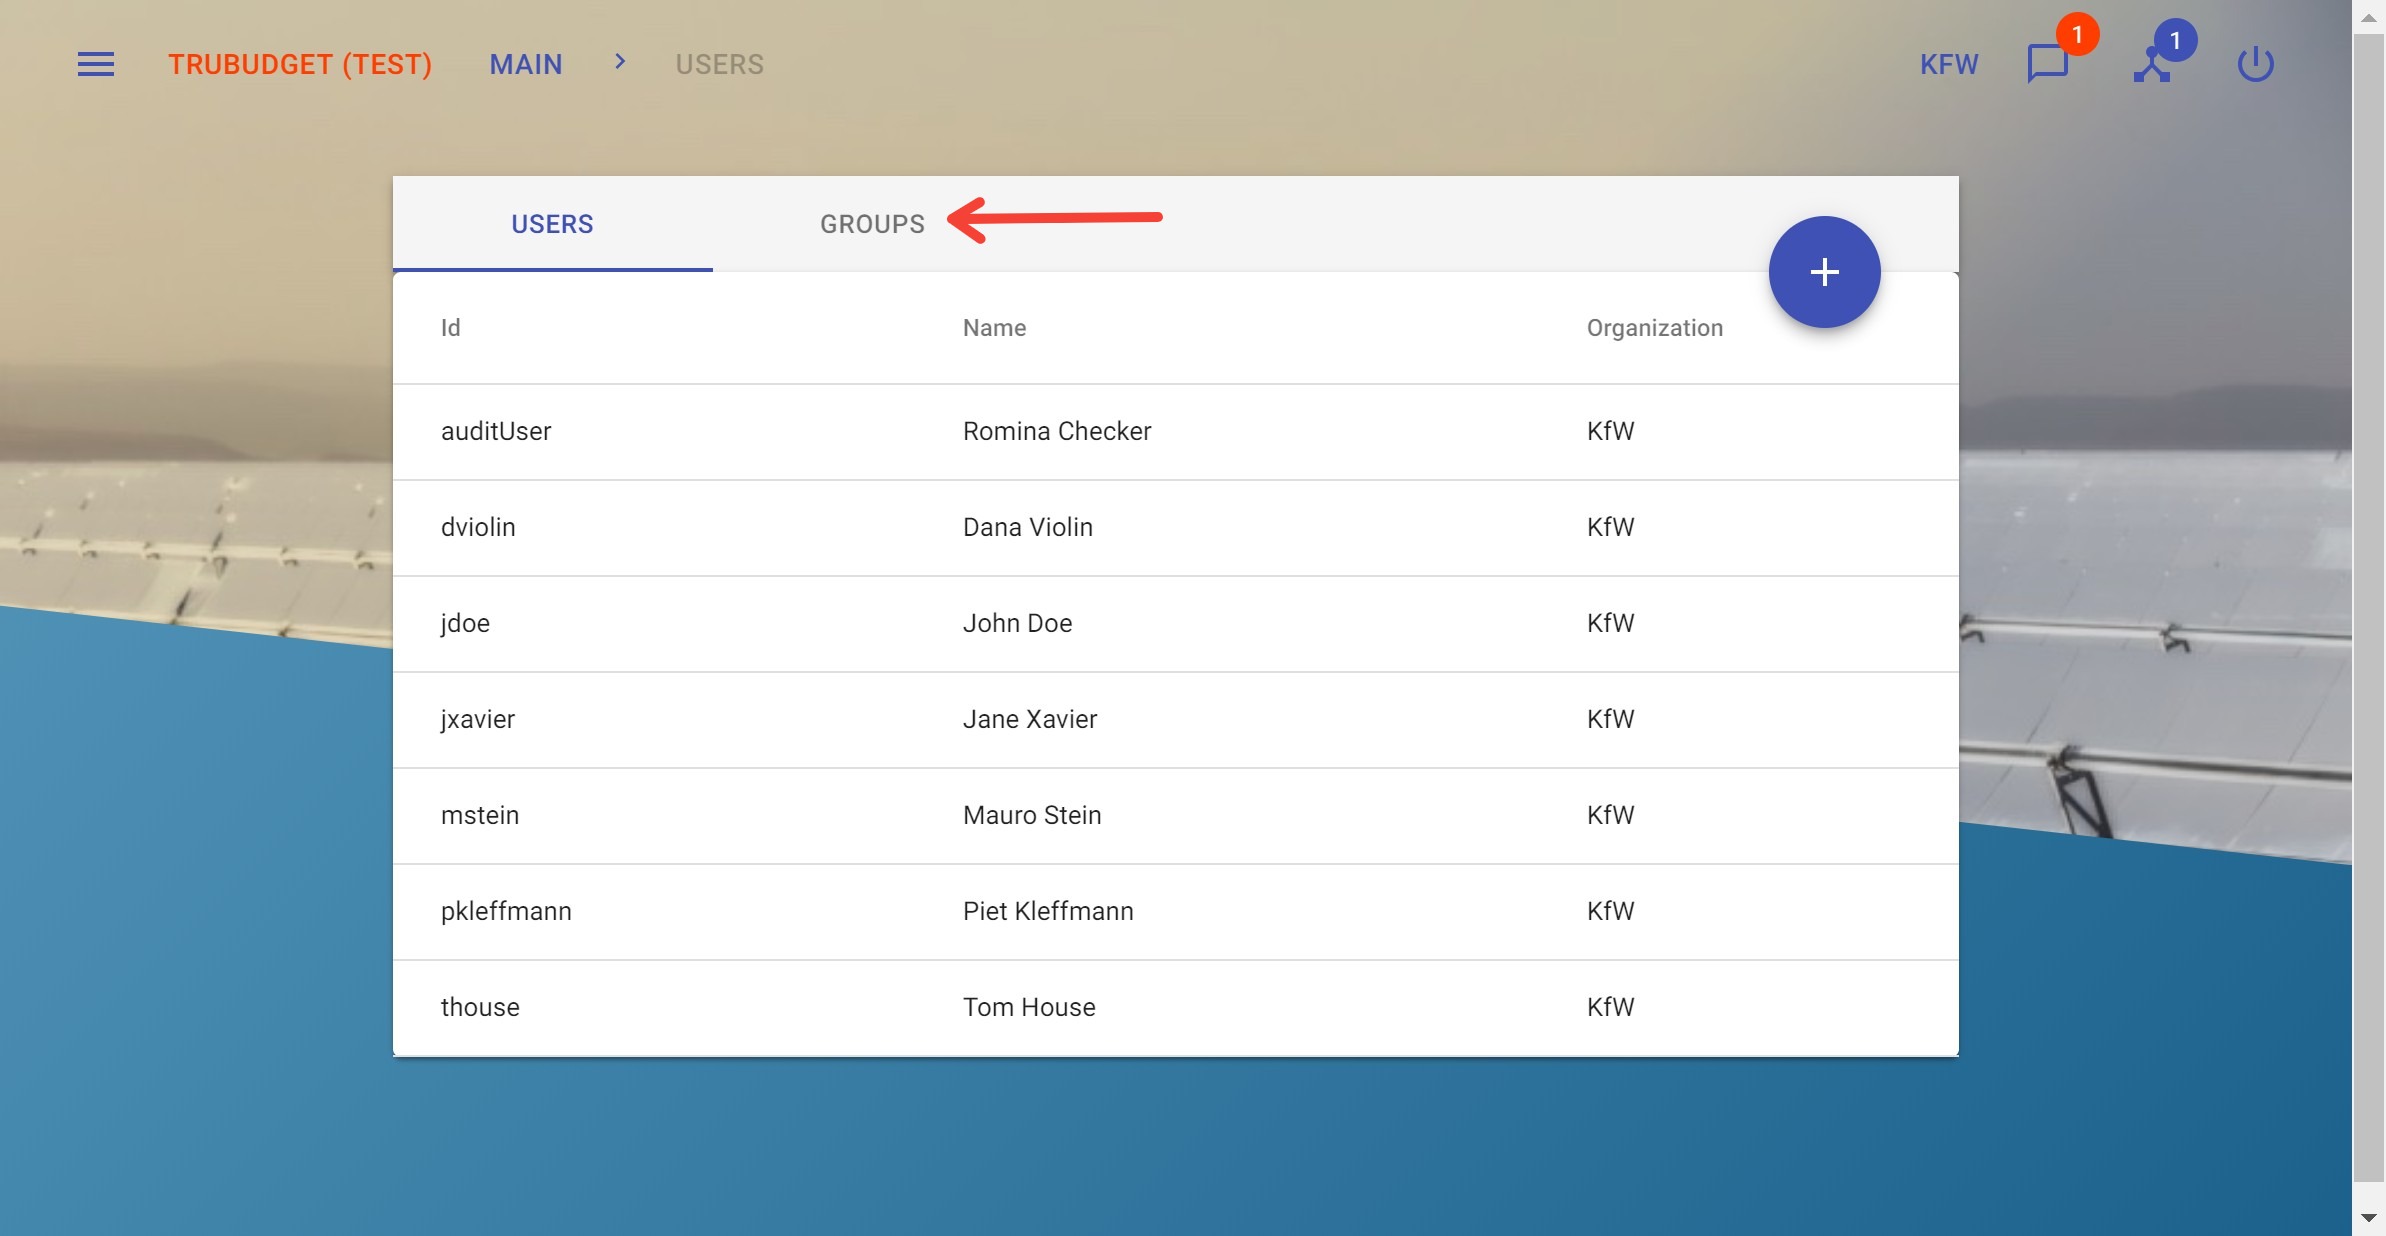 TRUBUDGET (TEST) MAIN > USERS KFW 1 1
USERS GROUPS
+
Id Name Organization
auditUser Romina Checker KfW
dviolin Dana Violin KfW
jdoe John Doe KfW
jxavier Jane Xavier KfW
mstein Mauro Stein KfW
pkleffmann Piet Kleffmann KfW
thouse Tom House KfW